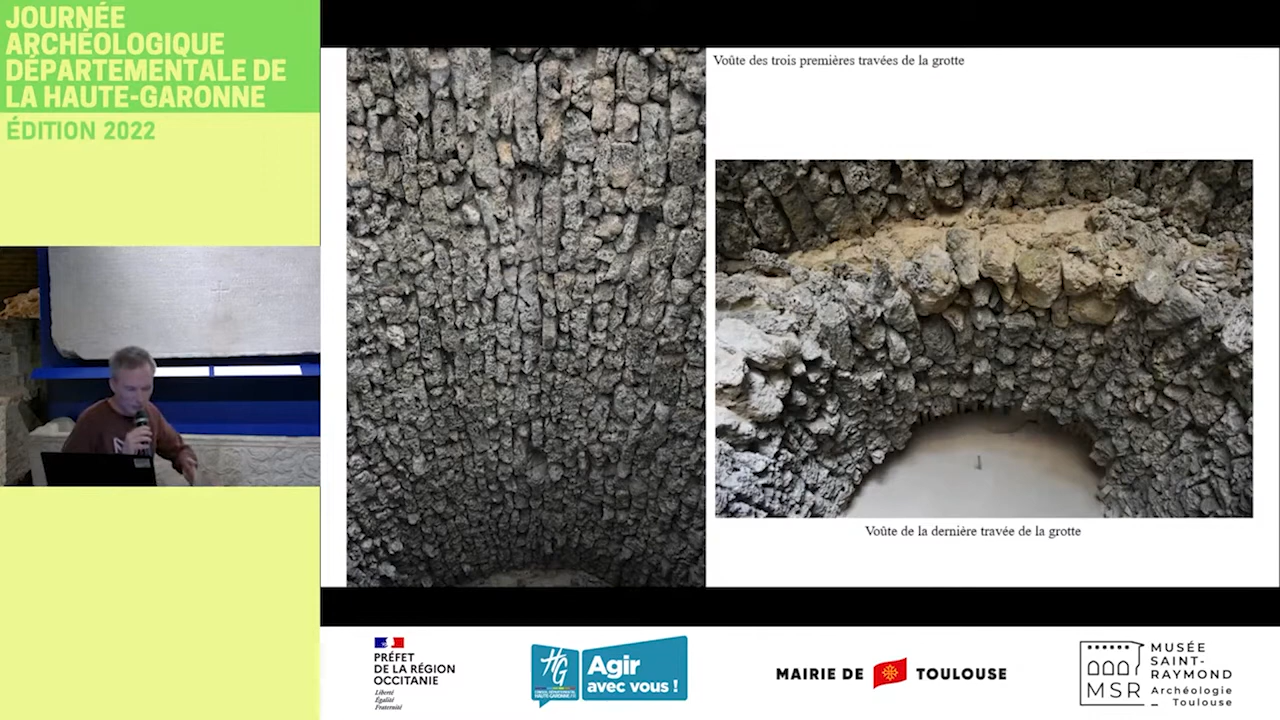 JOURNÉE
ARCHÉOLOGIQUE
DÉPARTEMENTALE DE
LA HAUTE-GARONNE
ÉDITION 2022
Voûte des trois premières travées de la grotte
Voûte de la dernière travée de la grotte
PRÉFET
DE LA RÉGION
OCCITANIE
Liberté
Égalité
Fraternité
HG
Agir
avec vous !
MAIRIE DE TOULOUSE
MSR
MUSÉE
SAINT-
RAYMOND
Archéologie
Toulouse